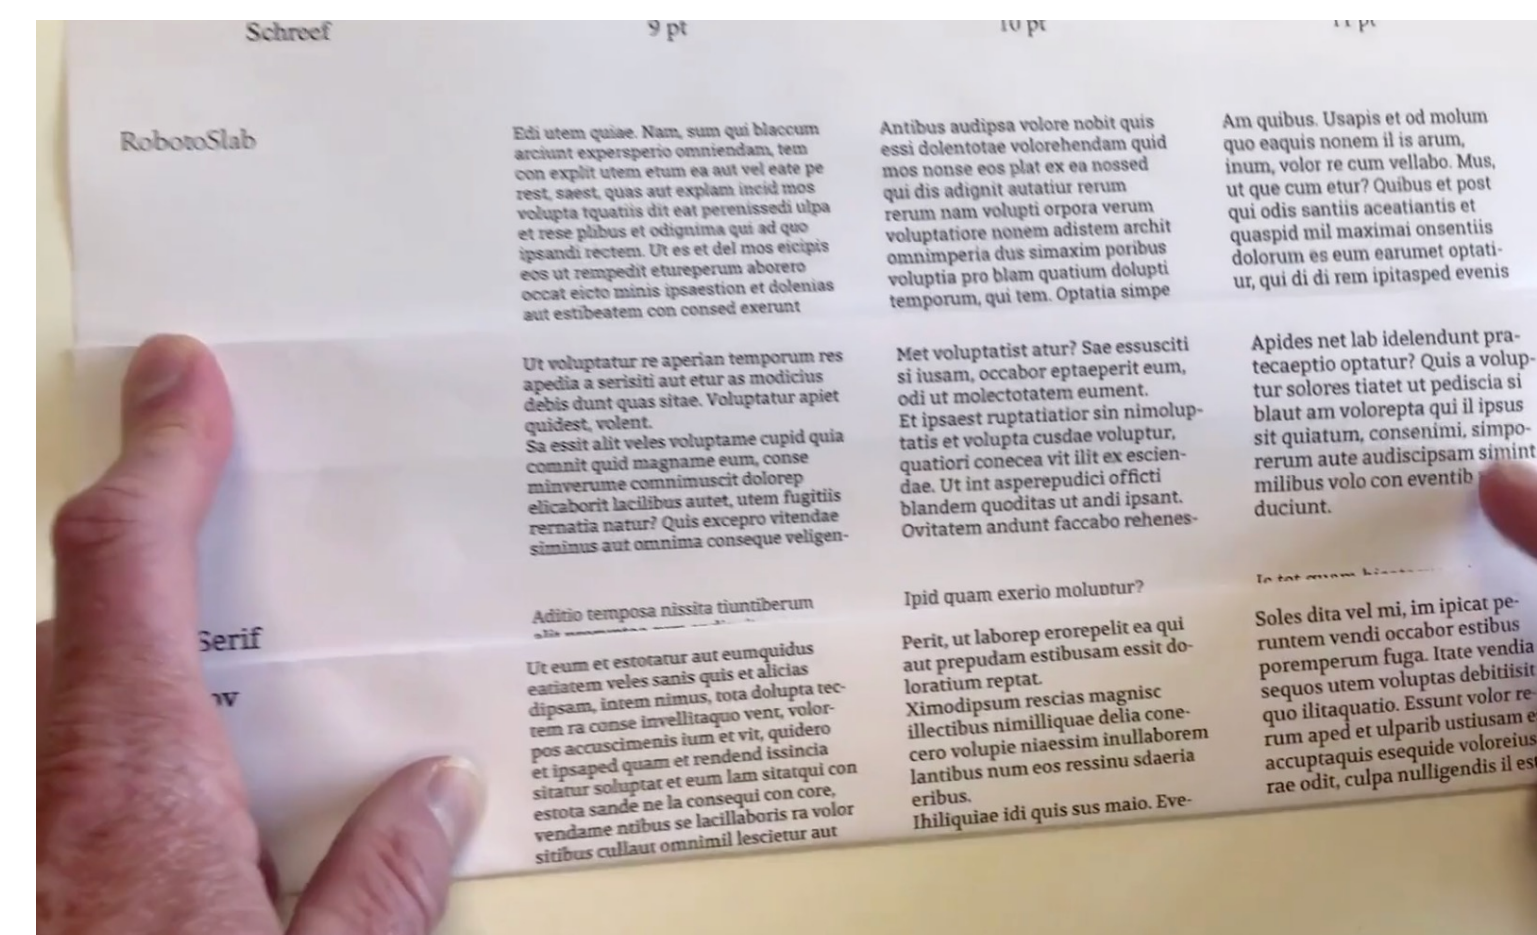 Schreef
9 pt
10 pt
11 pt
RobotoSlab
Edi utem quiae. Nam, sum qui blaccum
arciunt expersperio omniendam, tem
con explit utem etum ea aut vel eate pe
rest, saest, quas aut explam incid mos
volupta tquatiis dit eat perenissedi ulpa
et rese plibus et odignima qui ad quo
ipsandi rectem. Ut es et del mos eicipis
eos ut rempedit etureperum aborero
occat eicto minis ipsaestion et dolenias
aut estibeatem con consed exerunt
Antibus audipsa volore nobit quis
essi dolentotae volorehendam quid
mos nonse eos plat ex ea nossed
qui dis adignit autatiur rerum
rerum nam volupti orpora verum
voluptatiore nonem adistem archit
omnimperia dus simaxim poribus
voluptia pro blam quatium dolupti
temporum, qui tem. Optatia simpe
Am quibus. Usapis et od molum
quo eaquis nonem il is arum,
inum, volor re cum vellabo. Mus,
ut que cum etur? Quibus et post
qui odis santiis aceatiantis et
quaspid mil maximai onsentiis
dolorum es eum earumet optati-
ur, qui di di rem ipitasped evenis
Ut voluptatur re aperian temporum res
apedia a serisiti aut etur as modicius
debis dunt quas sitae. Voluptatur apiet
quidest, volent.
Sa essit alit veles voluptame cupid quia
comnit quid magname eum, conse
minverume comnimuscit dolorep
elicaborit lacilibus autet, utem fugitiis
rernatia natur? Quis excepro vitendae
siminus aut omnima conseque veligen-
Met voluptatist atur? Sae essusciti
si iusam, occabor eptaeperit eum,
odi ut molectotatem eument.
Et ipsaest ruptatiatior sin nimolup-
tatis et volupta cusdae voluptur,
quatiori conecea vit ilit ex escien-
dae. Ut int asperepudici officti
blandem quoditas ut andi ipsant.
Ovitatem andunt faccabo rehenes-
Apides net lab idelendunt pra-
tecaeptio optatur? Quis a volup-
tur solores tiatet ut pediscia si
blaut am volorepta qui il ipsus
sit quiatum, consenimi, simpo-
rerum aute audiscipsam simint
milibus volo con eventib
duciunt.
Serif
Aditio temposa nissita tiuntiberum
Ipid quam exerio moluptur?
Ut eum et estotatur aut eumquidus
eatiatem veles sanis quis et alicias
dipsam, intem nimus, tota dolupta tec-
tem ra conse invellitaquo vent, volor-
pos accuscimenis ium et vit, quidero
et ipsaped quam et rendend issincia
sitatur soluptat et eum lam sitatqui con
estota sande ne la consequi con core,
vendame ntibus se lacillaboris ra volor
sitibus cullaut omnimil lescietur aut
Perit, ut laborep erorepelit ea qui
aut prepudam estibusam essit do-
loratium reptat.
Ximodipsum rescias magnisc
illectibus nimilliquae delia cone-
cero volupie niaessim inullaborem
lantibus num eos ressinu sdaeria
eribus.
Ihiliquiae idi quis sus maio. Eve-
Soles dita vel mi, im ipicat pe-
runtem vendi occabor estibus
poremperum fuga. Itate vendia
sequos utem voluptas debitiisit
quo ilitaquatio. Essunt volor re-
rum aped et ulparib ustiusam
accuptaquis esequide voloreius
rae odit, culpa nulligendis il est